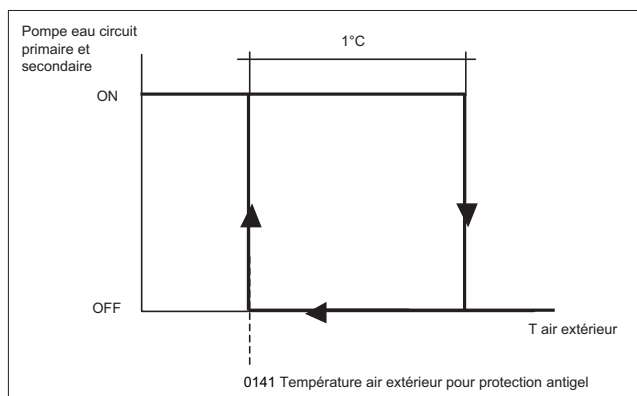 Pompe eau circuit
primaire et
secondaire
1°C
ON
OFF
T air extérieur
0141 Température air extérieur pour protection antigel